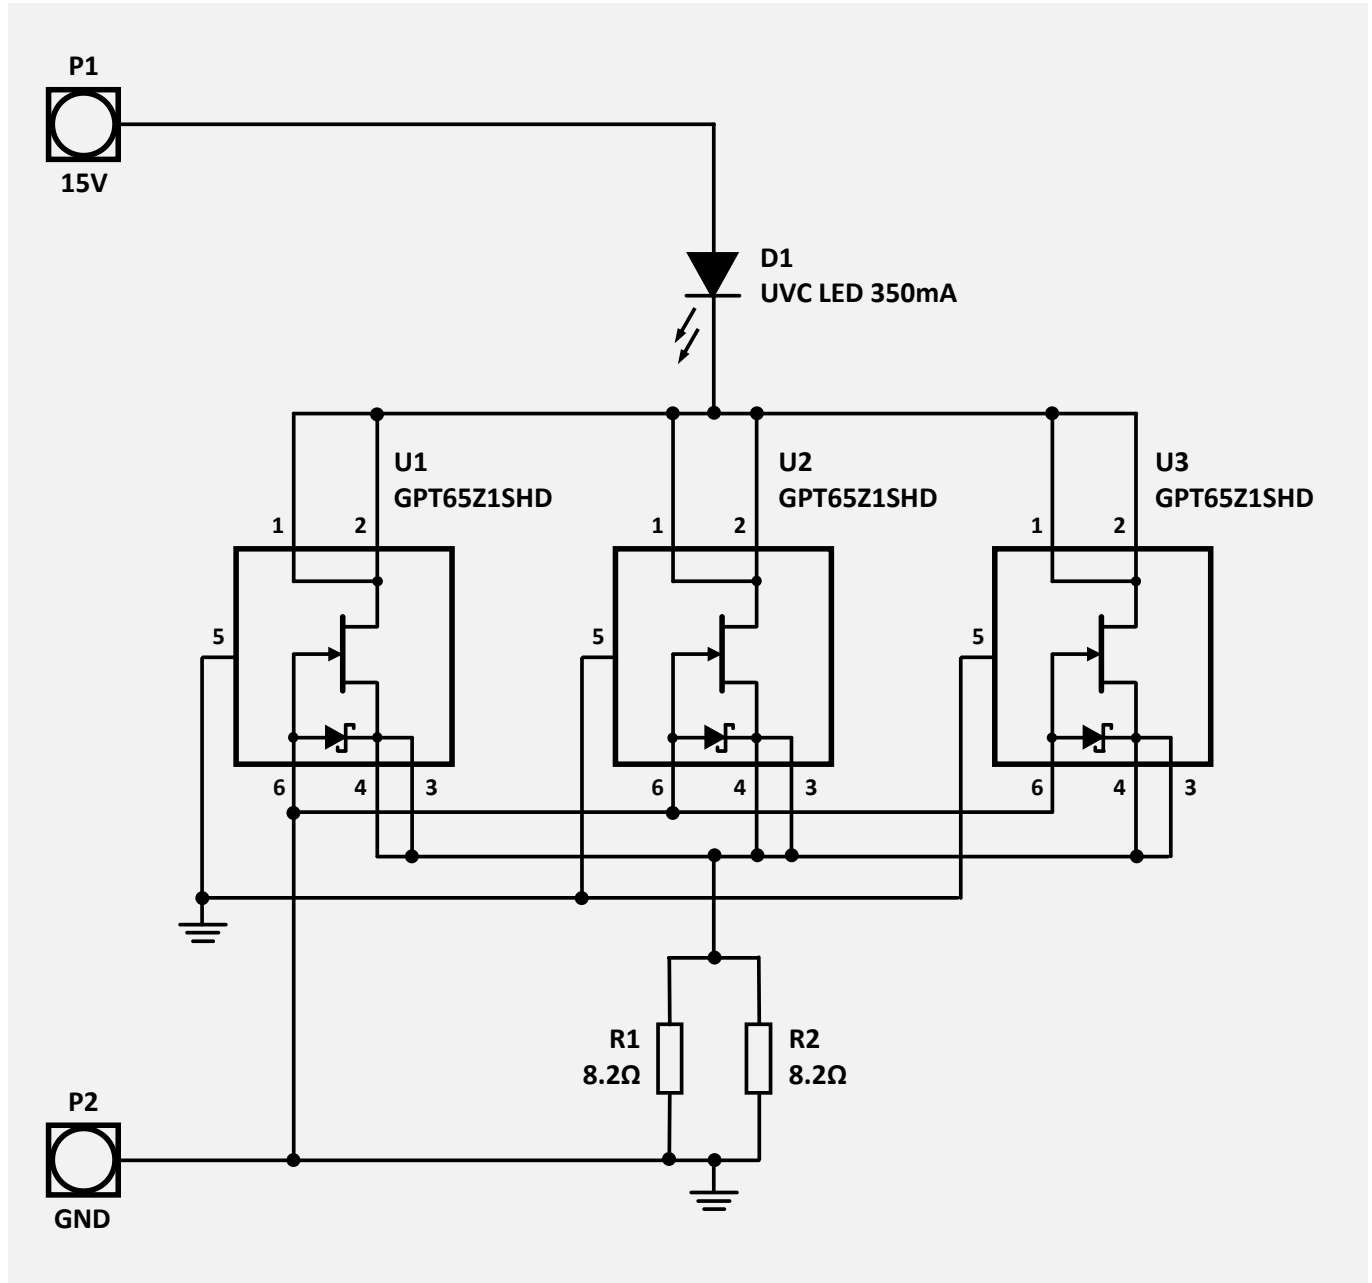 P1
15V
D1
UVC LED 350mA
U1
GPT65Z1SHD
U2
GPT65Z1SHD
U3
GPT65Z1SHD
1 2
1 2
1 2
5
5
5
6 4 3
6 4 3
6 4 3
R1
8.2Ω
R2
8.2Ω
P2
GND